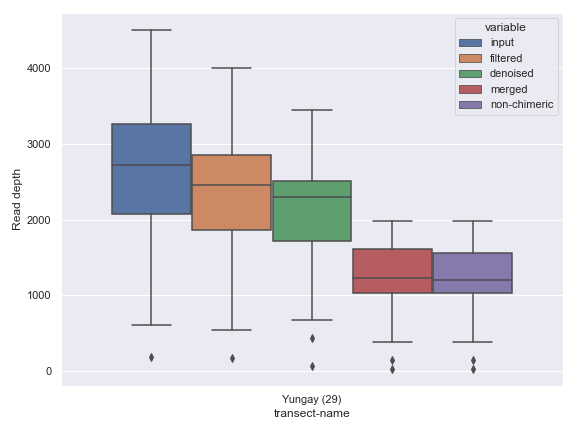 variable
input
filtered
denoised
merged
non-chimeric
4000
3000
2000
1000
0
Read depth
Yungay (29)
transect-name